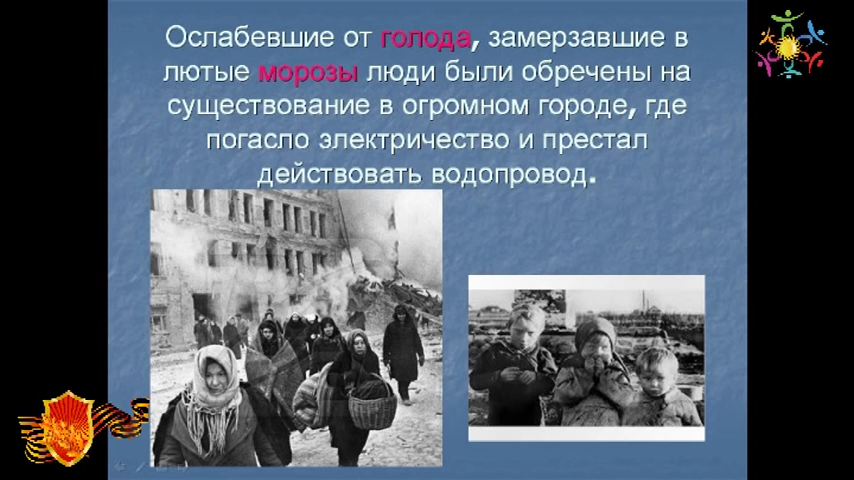 Ослабевшие от голода, замерзавшие в
лютые морозы люди были обречены на
существование в огромном городе, где
погасло электричество и престал
действовать водопровод.